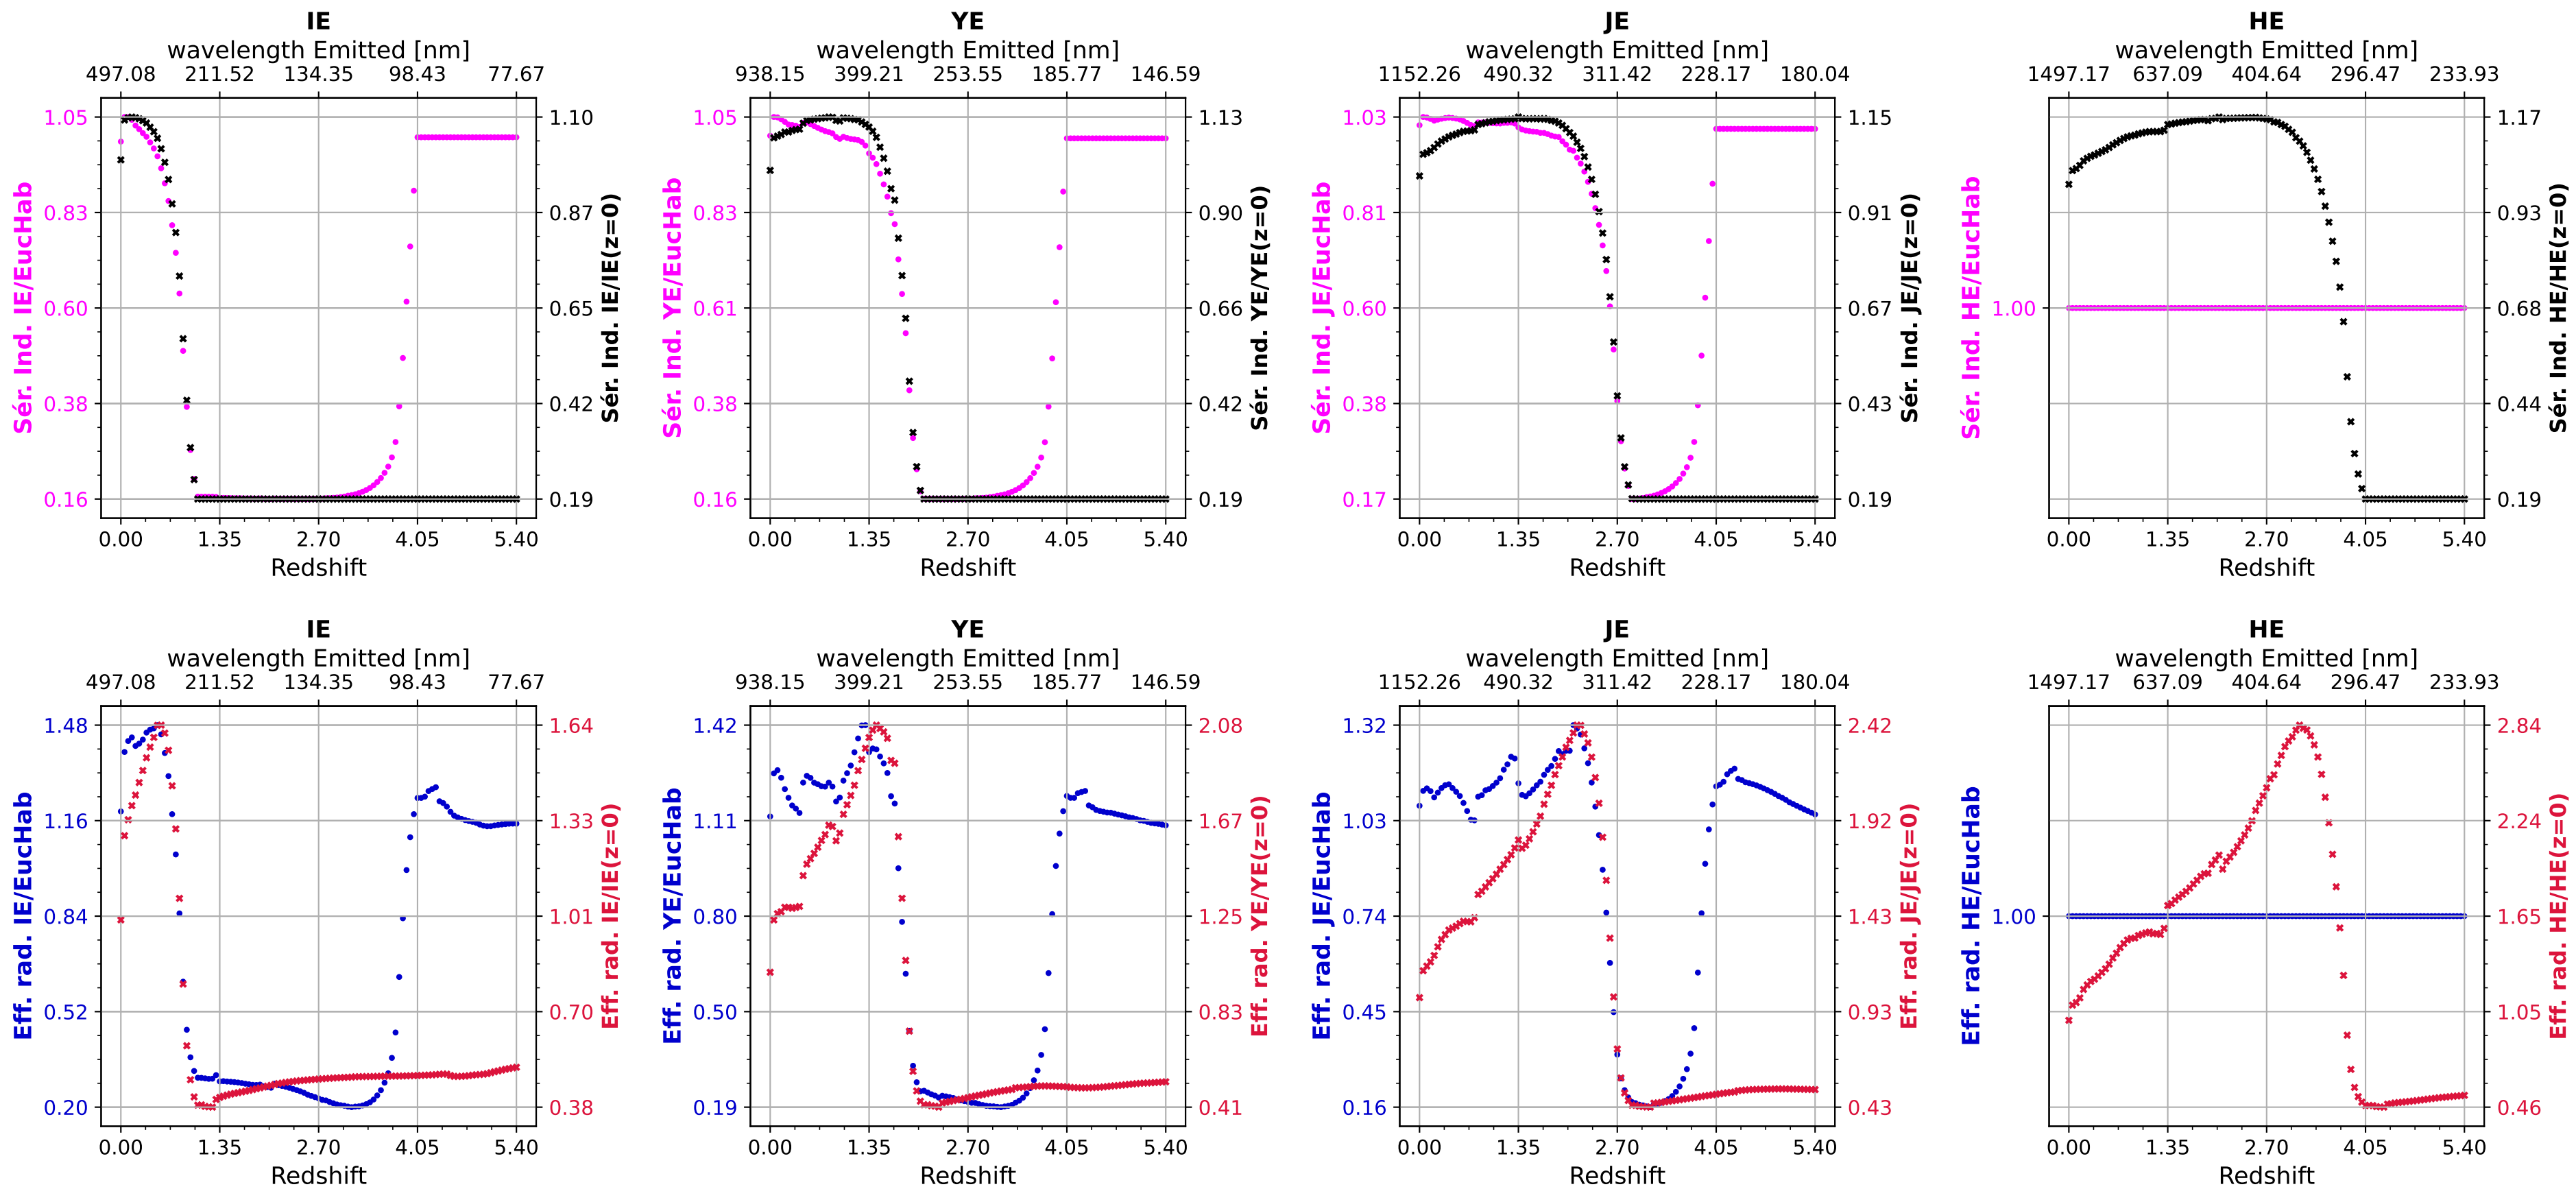 IE
wavelength Emitted [nm]
497.08 211.52 134.35 98.43 77.67
1.05 0.83 0.60 0.38 0.16
Sér. Ind. IE/EucHab
1.10 0.87 0.65 0.42 0.19
Sér. Ind. IE/IE(z=0)
0.00 1.35 2.70 4.05 5.40
Redshift
YE
wavelength Emitted [nm]
938.15 399.21 253.55 185.77 146.59
1.05 0.83 0.61 0.38 0.16
Sér. Ind. YE/EucHab
1.13 0.90 0.66 0.42 0.19
Sér. Ind. YE/YE(z=0)
0.00 1.35 2.70 4.05 5.40
Redshift
JE
wavelength Emitted [nm]
1152.26 490.32 311.42 228.17 180.04
1.03 0.81 0.60 0.38 0.17
Sér. Ind. JE/EucHab
1.15 0.91 0.67 0.43 0.19
Sér. Ind. JE/JE(z=0)
0.00 1.35 2.70 4.05 5.40
Redshift
HE
wavelength Emitted [nm]
1497.17 637.09 404.64 296.47 233.93
1.00
Sér. Ind. HE/EucHab
1.17 0.93 0.68 0.44 0.19
Sér. Ind. HE/HE(z=0)
0.00 1.35 2.70 4.05 5.40
Redshift
IE
wavelength Emitted [nm]
497.08 211.52 134.35 98.43 77.67
1.48 1.16 0.84 0.52 0.20
Eff. rad. IE/EucHab
1.64 1.33 1.01 0.70 0.38
Eff. rad. IE/IE(z=0)
0.00 1.35 2.70 4.05 5.40
Redshift
YE
wavelength Emitted [nm]
938.15 399.21 253.55 185.77 146.59
1.42 1.11 0.80 0.50 0.19
Eff. rad. YE/EucHab
2.08 1.67 1.25 0.83 0.41
Eff. rad. YE/YE(z=0)
0.00 1.35 2.70 4.05 5.40
Redshift
JE
wavelength Emitted [nm]
1152.26 490.32 311.42 228.17 180.04
1.32 1.03 0.74 0.45 0.16
Eff. rad. JE/EucHab
2.42 1.92 1.43 0.93 0.43
Eff. rad. JE/JE(z=0)
0.00 1.35 2.70 4.05 5.40
Redshift
HE
wavelength Emitted [nm]
1497.17 637.09 404.64 296.47 233.93
1.00
Eff. rad. HE/EucHab
2.84 2.24 1.65 1.05 0.46
Eff. rad. HE/HE(z=0)
0.00 1.35 2.70 4.05 5.40
Redshift